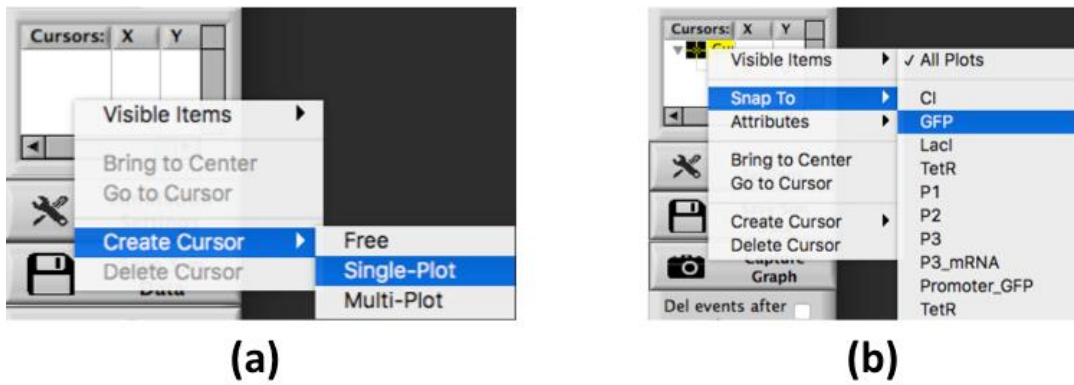 Cursors: X Y
Visible Items
Bring to Center
Go to Cursor
Create Cursor
Delete Cursor
Free
Single-Plot
Multi-Plot
(a)
Cursors: X Y
Visible Items
Snap To
Attributes
Bring to Center
Go to Cursor
Create Cursor
Delete Cursor
Graph
Del events after
✓ All Plots
CI
GFP
LacI
TetR
P1
P2
P3
P3_mRNA
Promoter_GFP
TetR
(b)